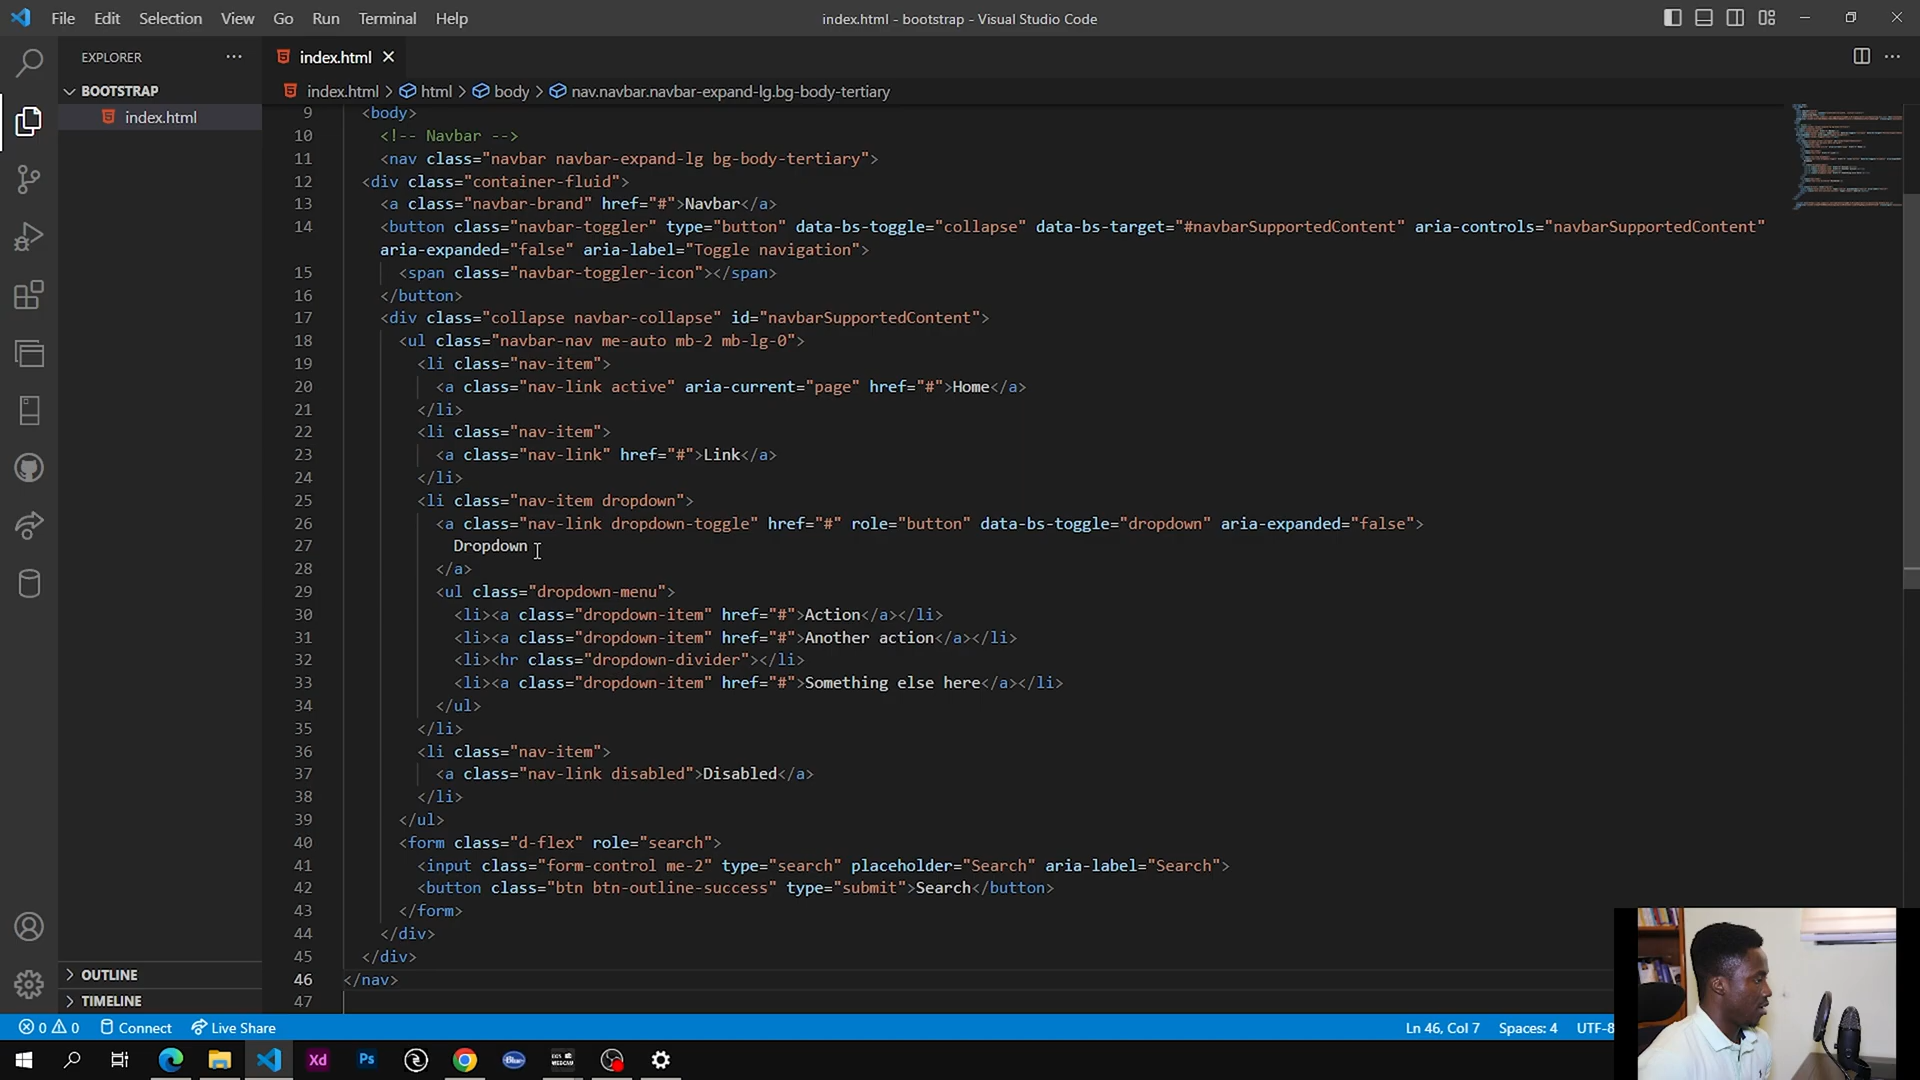 File Edit Selection View Go Run Terminal Help
index.html - bootstrap - Visual Studio Code
EXPLORER
index.html
BOOTSTRAP
index.html
index.html > html > body > nav.navbar.navbar-expand-lg.bg-body-tertiary
9 <body>
10 <!-- Navbar -->
11 <nav class="navbar navbar-expand-lg bg-body-tertiary">
12 <div class="container-fluid">
13 <a class="navbar-brand" href="#">Navbar</a>
14 <button class="navbar-toggler" type="button" data-bs-toggle="collapse" data-bs-target="#navbarSupportedContent" aria-controls="navbarSupportedContent"
aria-expanded="false" aria-label="Toggle navigation">
15 <span class="navbar-toggler-icon"></span>
16 </button>
17 <div class="collapse navbar-collapse" id="navbarSupportedContent">
18 <ul class="navbar-nav me-auto mb-2 mb-lg-0">
19 <li class="nav-item">
20 <a class="nav-link active" aria-current="page" href="#">Home</a>
21 </li>
22 <li class="nav-item">
23 <a class="nav-link" href="#">Link</a>
24 </li>
25 <li class="nav-item dropdown">
26 <a class="nav-link dropdown-toggle" href="#" role="button" data-bs-toggle="dropdown" aria-expanded="false">
27 Dropdown
28 </a>
29 <ul class="dropdown-menu">
30 <li><a class="dropdown-item" href="#">Action</a></li>
31 <li><a class="dropdown-item" href="#">Another action</a></li>
32 <li><hr class="dropdown-divider"></li>
33 <li><a class="dropdown-item" href="#">Something else here</a></li>
34 </ul>
35 </li>
36 <li class="nav-item">
37 <a class="nav-link disabled">Disabled</a>
38 </li>
39 </ul>
40 <form class="d-flex" role="search">
41 <input class="form-control me-2" type="search" placeholder="Search" aria-label="Search">
42 <button class="btn btn-outline-success" type="submit">Search</button>
43 </form>
44 </div>
45 </div>
46 </nav>
47
OUTLINE
TIMELINE
0 0 Connect Live Share
Ln 46, Col 7 Spaces: 4 UTF-8
Xd Ps